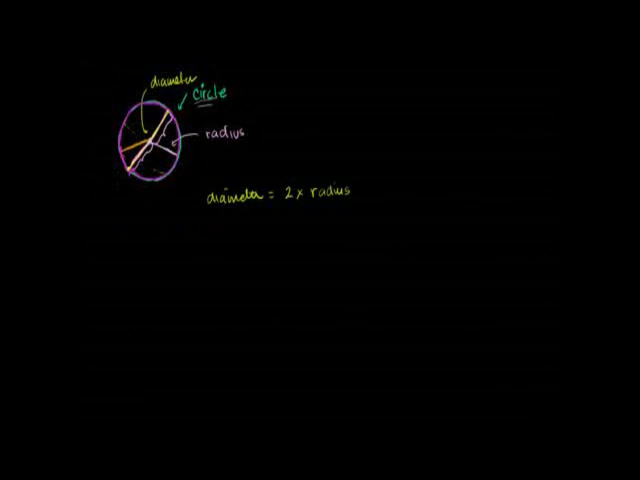 diameter
circle
radius
diameter = 2 x radius